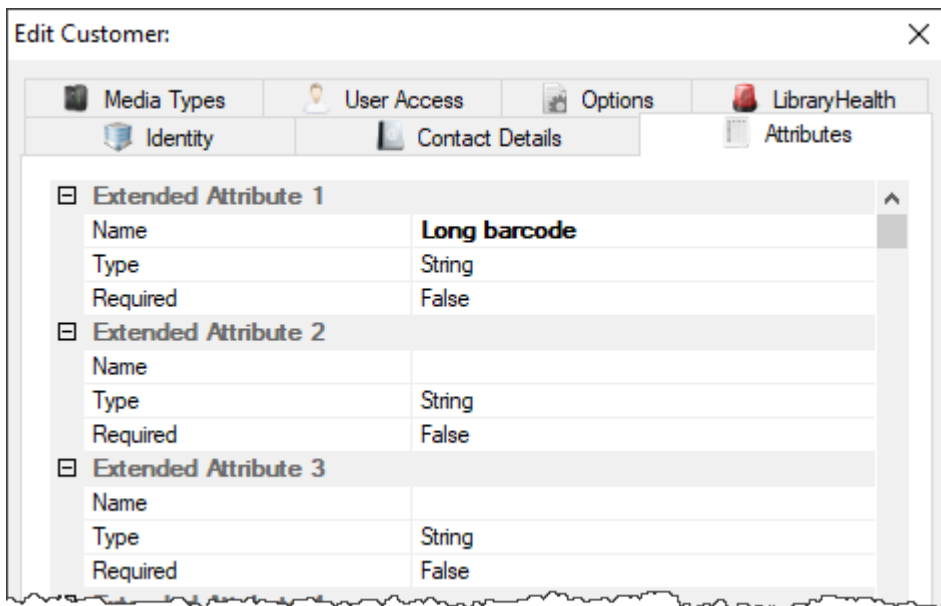 Edit Customer:
Media Types User Access Options LibraryHealth
Identity Contact Details Attributes
Extended Attribute 1
Name Long barcode
Type String
Required False
Extended Attribute 2
Name
Type String
Required False
Extended Attribute 3
Name
Type String
Required False